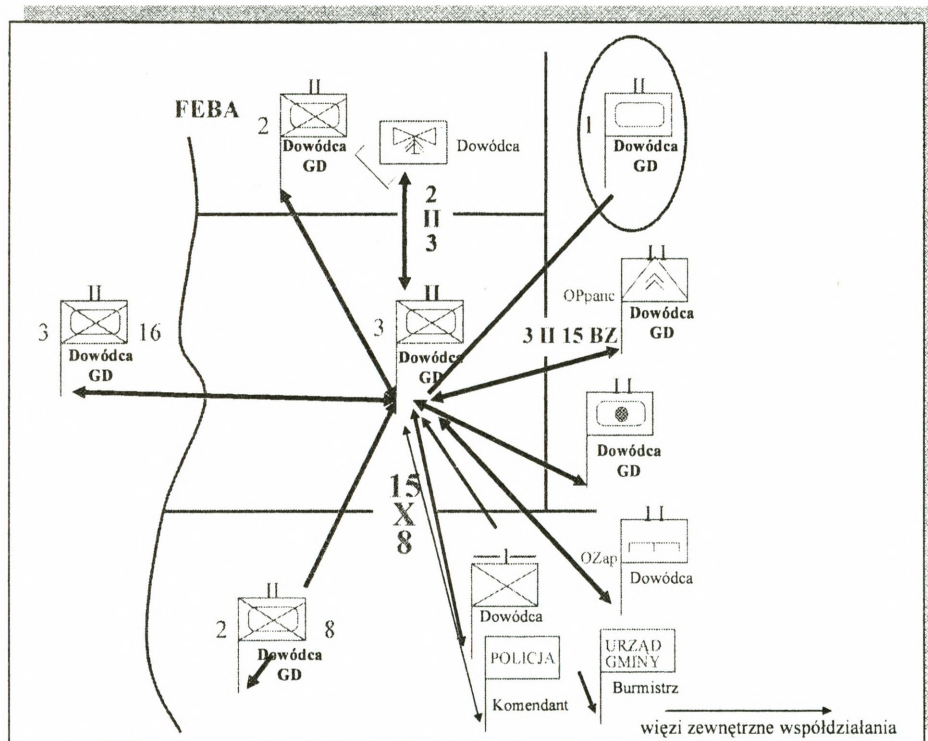 FEBA
II
2
Dowódca
GD
Dowódca
2
II
3
II
1
Dowódca
GD
II
3
16
Dowódca
GD
II
3
Dowódca
GD
OPpanc
II
Dowódca
GD
3 II 15 BZ
II
Dowódca
GD
15
X
8
II
OZap
Dowódca
I
Dowódca
II
2
8
Dowódca
GD
POLICJA
Komendant
URZĄD
GMINY
Burmistrz
więzi zewnętrzne współdziałania